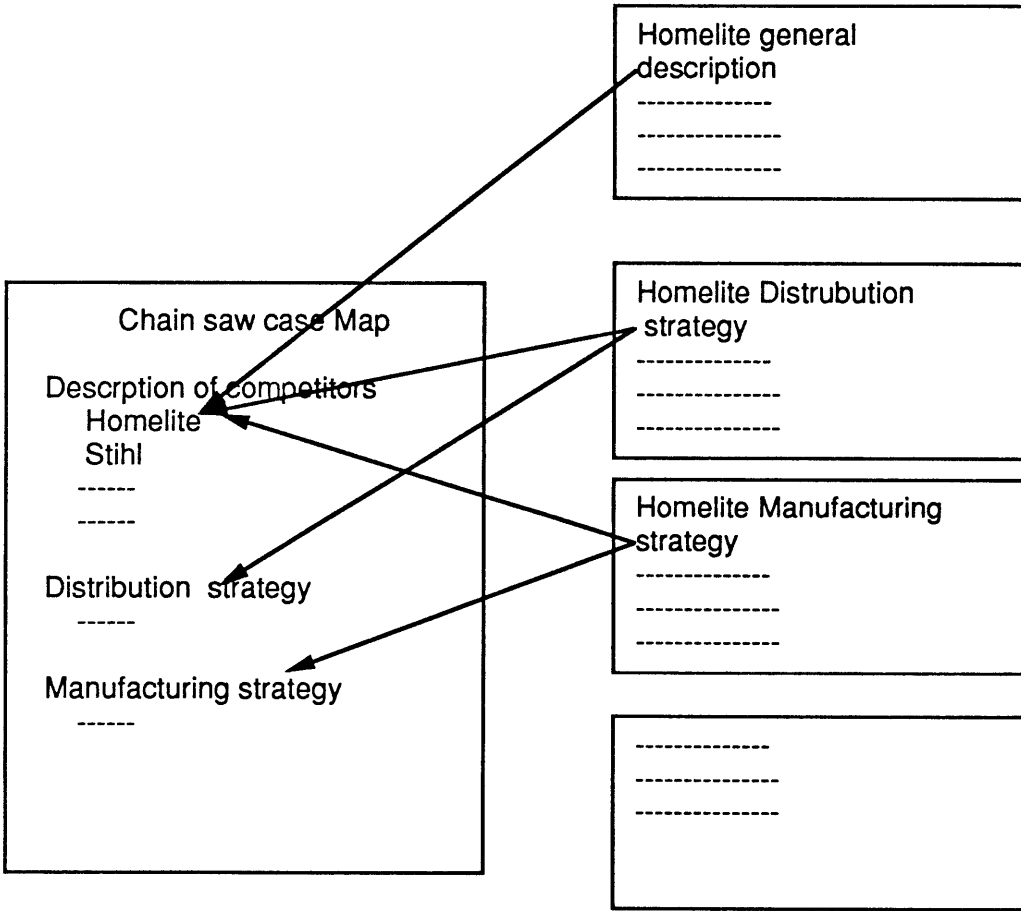 Chain saw case Map
Descrption of competitors
Homelite
Stihl
------
------
Distribution strategy
------
Manufacturing strategy
------
Homelite general
description
--------------
---------------
---------------
Homelite Distrubution
strategy
--------------
---------------
---------------
Homelite Manufacturing
strategy
--------------
---------------
---------------
--------------
---------------
---------------